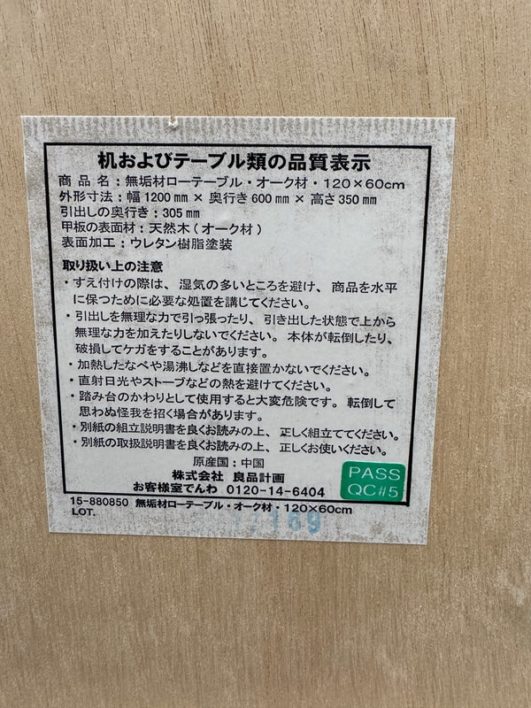 机およびテーブル類の品質表示
商品名：無垢材ローテーブル・オーク材・120×60cm
外形寸法：幅1200㎜ × 奥行き600㎜ × 高さ350㎜
引出しの奥行き：305㎜
甲板の表面材：天然木（オーク材）
表面加工：ウレタン樹脂塗装
取り扱い上の注意
・すえ付けの際は、湿気の多いところを避け、商品を水平
に保つために必要な処置を講じてください。
・引出しを無理な力で引っ張ったり、引き出した状態で上から
無理な力を加えたりしないでください。本体が転倒したり、
破損してケガをすることがあります。
・加熱したなべや湯沸しなどを直接置かないでください。
・直射日光やストーブなどの熱を避けてください。
・踏み台のかわりとして使用すると大変危険です。転倒して
思わぬ怪我を招く場合があります。
・別紙の組立説明書を良くお読みの上、正しく組立ててください。
・別紙の取扱説明書を良くお読みの上、正しくお使いください。
原産国：中国
株式会社 良品計画
お客様室でんわ 0120-14-6404
PASS
QC#5
15-880850 無垢材ローテーブル・オーク材・120×60cm
LOT.